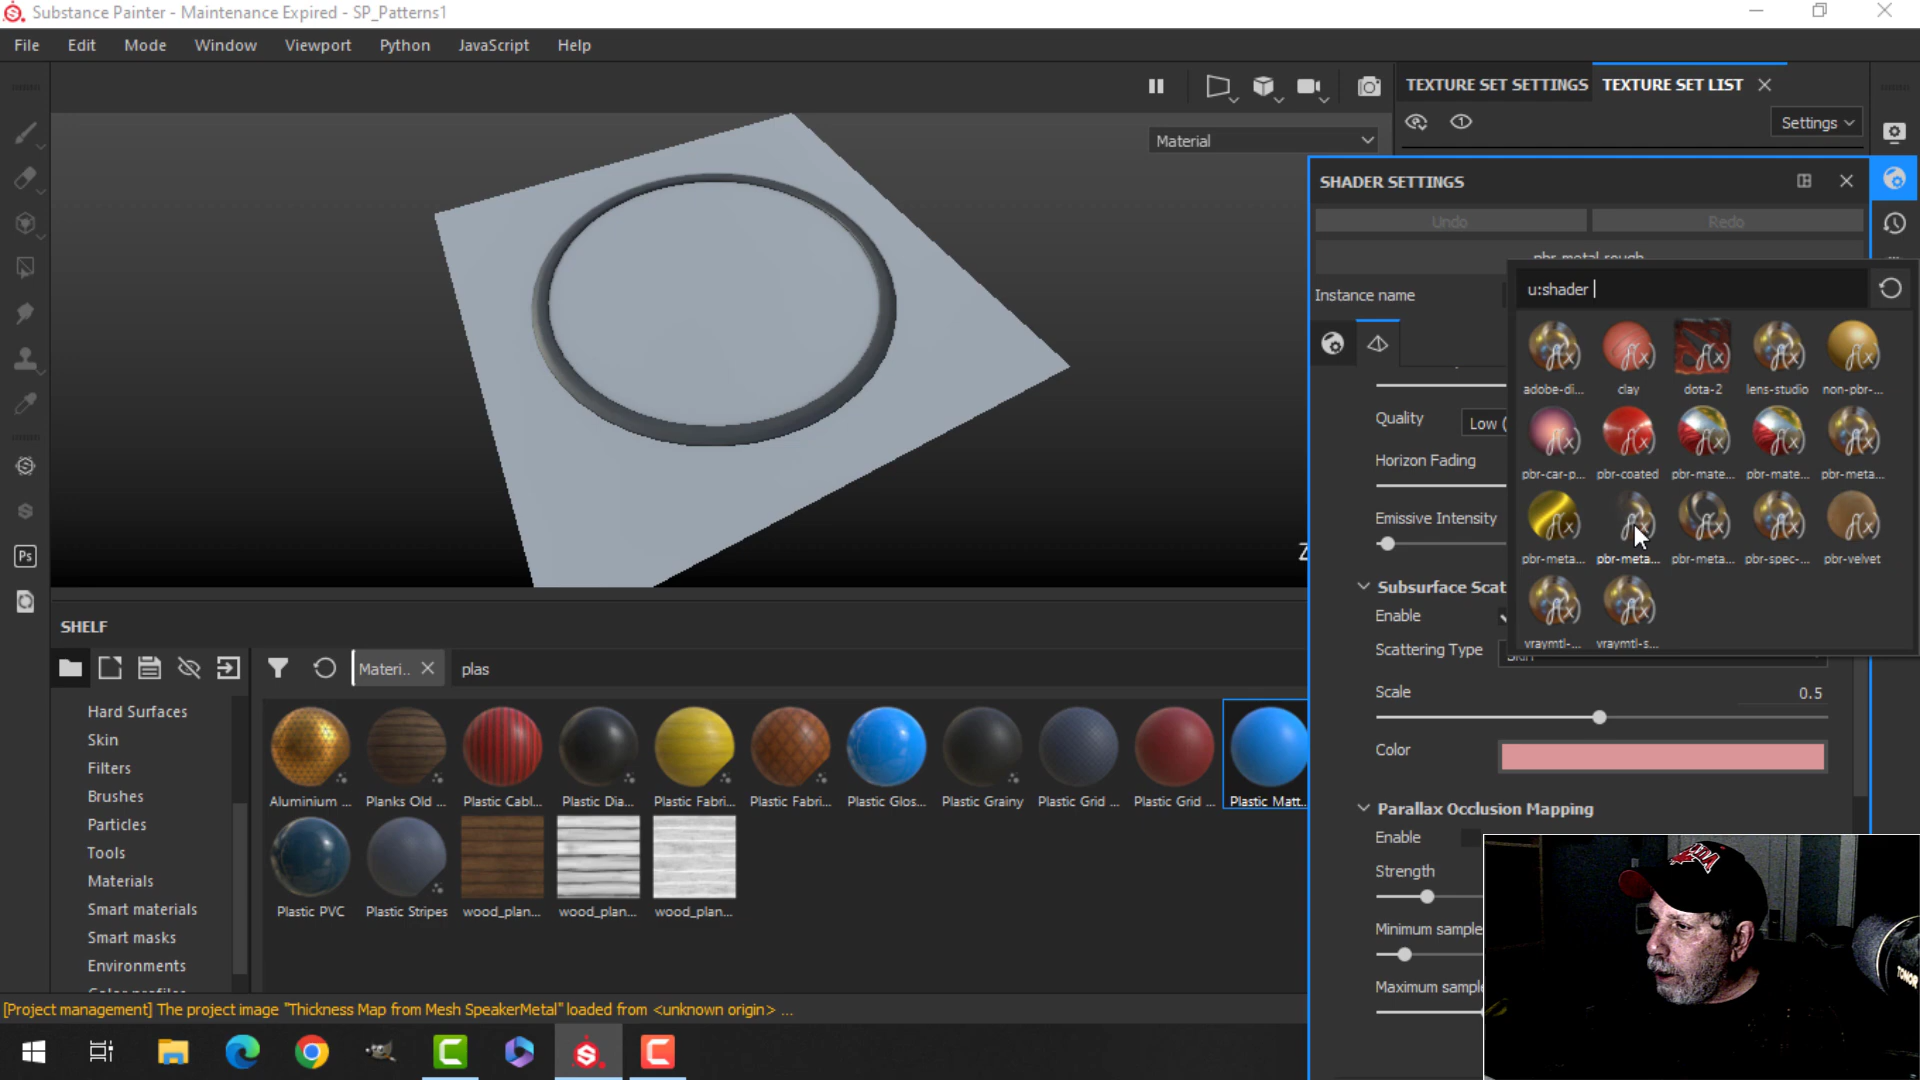 Substance Painter - Maintenance Expired - SP_Patterns1
File Edit Mode Window Viewport Python JavaScript Help
TEXTURE SET SETTINGS TEXTURE SET LIST
Settings
Material
SHADER SETTINGS
Undo Redo
pbr-metal-rough
Instance name
u:shader
adobe-di... clay dota-2 lens-studio non-pbr-...
pbr-car-p... pbr-coated pbr-mate... pbr-mate... pbr-meta...
pbr-meta... pbr-meta... pbr-meta... pbr-spec-... pbr-velvet
vraymtl-... vraymtl-s...
Quality Low (
Horizon Fading
Emissive Intensity
Subsurface Scat
Enable
Scattering Type Skin
Scale 0.5
Color
Parallax Occlusion Mapping
Enable
Strength
Minimum sample
Maximum sample
SHELF
Materi.. plas
Hard Surfaces
Skin
Filters
Brushes
Particles
Tools
Materials
Smart materials
Smart masks
Environments
Color profiles
Aluminium ... Planks Old ... Plastic Cabl... Plastic Dia... Plastic Fabri... Plastic Fabri... Plastic Glos... Plastic Grainy Plastic Grid ... Plastic Grid ... Plastic Matt...
Plastic PVC Plastic Stripes wood_plan... wood_plan... wood_plan...
[Project management] The project image "Thickness Map from Mesh SpeakerMetal" loaded from <unknown origin> ...
Ps